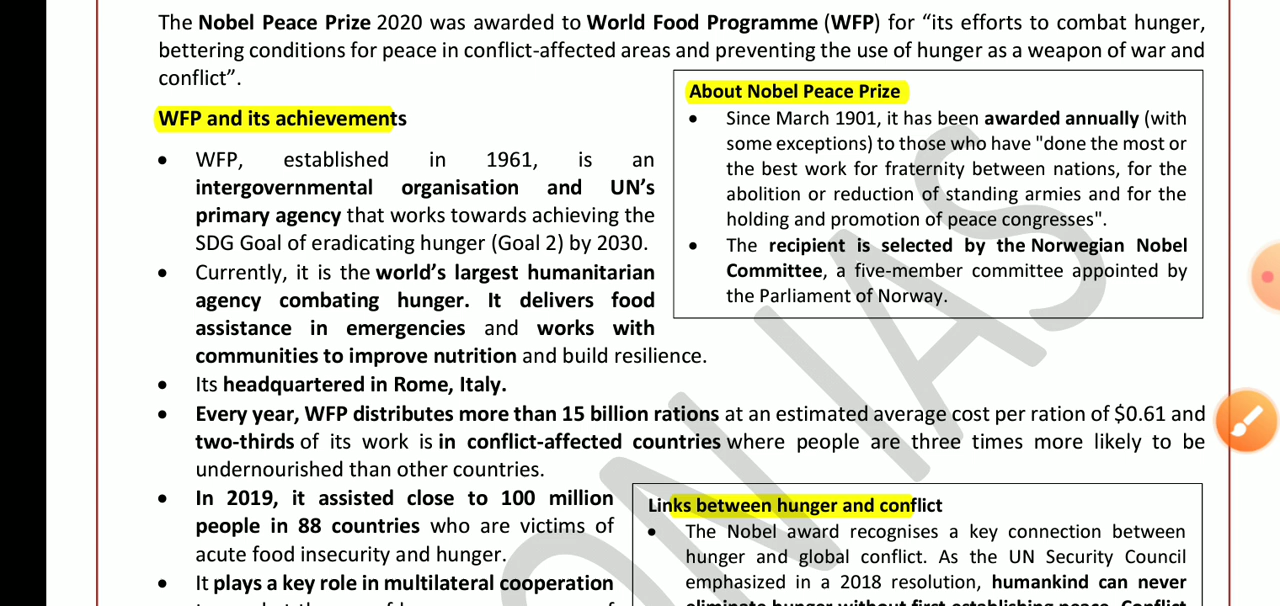 The Nobel Peace Prize 2020 was awarded to World Food Programme (WFP) for “its efforts to combat hunger,
bettering conditions for peace in conflict-affected areas and preventing the use of hunger as a weapon of war and
conflict”.
WFP and its achievements
• WFP, established in 1961, is an
intergovernmental organisation and UN’s
primary agency that works towards achieving the
SDG Goal of eradicating hunger (Goal 2) by 2030.
• Currently, it is the world’s largest humanitarian
agency combating hunger. It delivers food
assistance in emergencies and works with
communities to improve nutrition and build resilience.
• Its headquartered in Rome, Italy.
• Every year, WFP distributes more than 15 billion rations at an estimated average cost per ration of $0.61 and
two-thirds of its work is in conflict-affected countries where people are three times more likely to be
undernourished than other countries.
• In 2019, it assisted close to 100 million
people in 88 countries who are victims of
acute food insecurity and hunger.
• It plays a key role in multilateral cooperation
About Nobel Peace Prize
• Since March 1901, it has been awarded annually (with
some exceptions) to those who have "done the most or
the best work for fraternity between nations, for the
abolition or reduction of standing armies and for the
holding and promotion of peace congresses".
• The recipient is selected by the Norwegian Nobel
Committee, a five-member committee appointed by
the Parliament of Norway.
Links between hunger and conflict
• The Nobel award recognises a key connection between
hunger and global conflict. As the UN Security Council
emphasized in a 2018 resolution, humankind can never
eliminate hunger without first establishing peace. Conflict
ON IAS